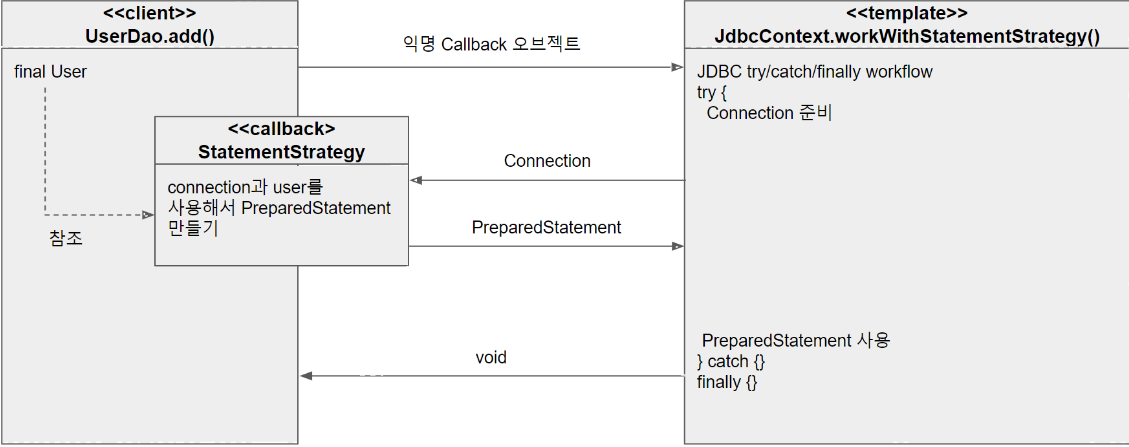 <<client>>
UserDao.add()
final User
참조
<<callback>
StatementStrategy
connection과 user를
사용해서 PreparedStatement
만들기
익명 Callback 오브젝트
Connection
PreparedStatement
void
<<template>>
JdbcContext.workWithStatementStrategy()
JDBC try/catch/finally workflow
try {
Connection 준비
PreparedStatement 사용
} catch {}
finally {}